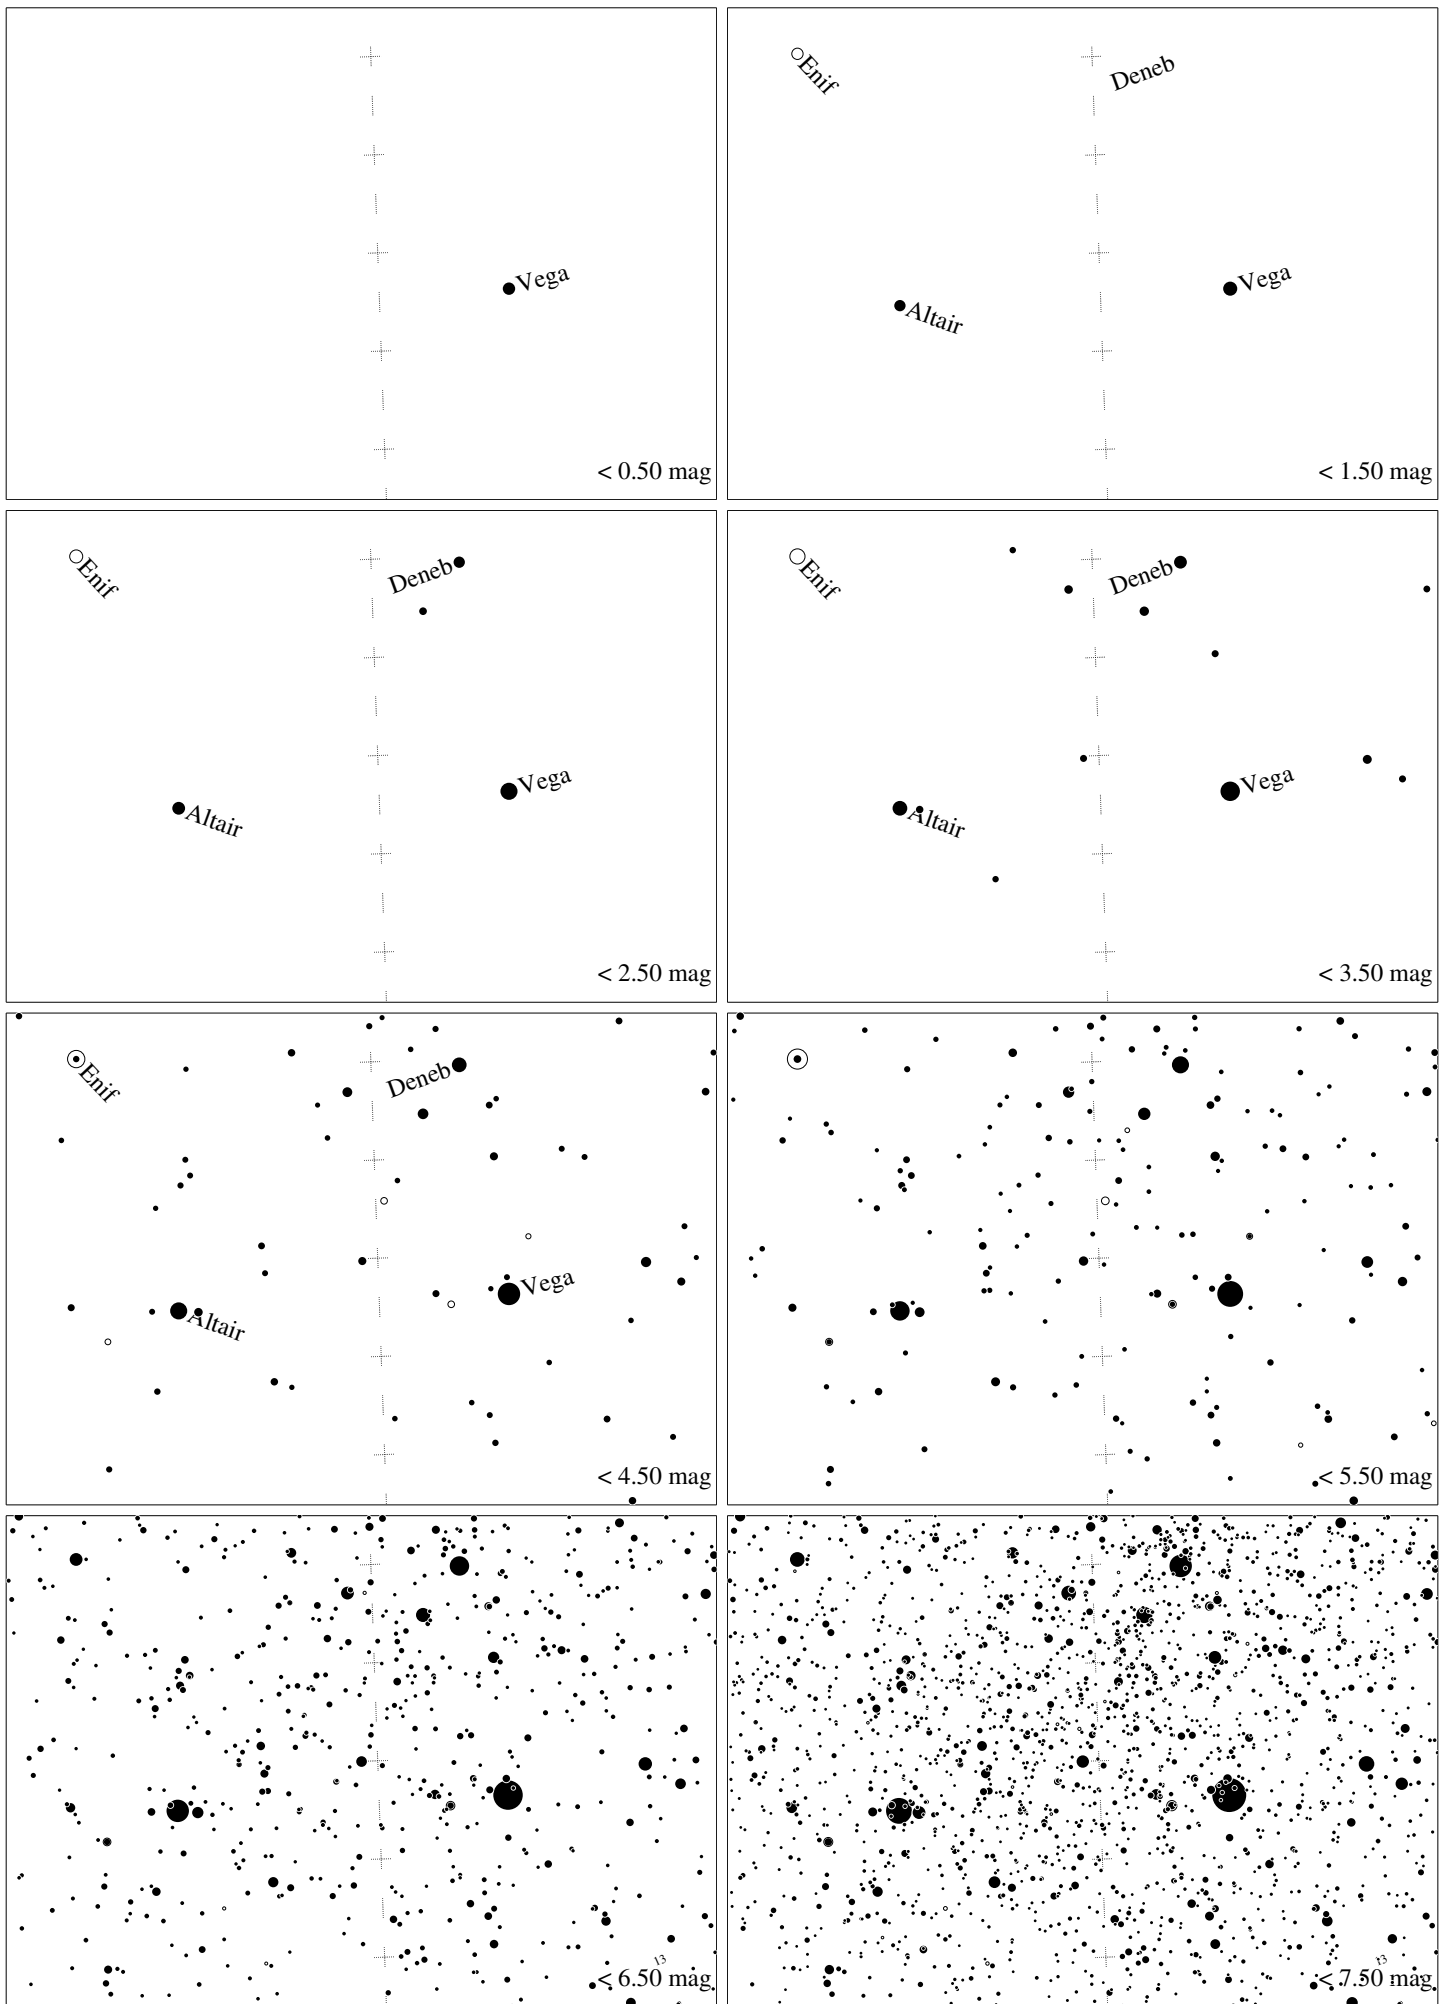 Vega
< 0.50 mag
Enif
Deneb
Vega
Altair
< 1.50 mag
Enif
Deneb
Vega
Altair
< 2.50 mag
Enif
Deneb
Vega
Altair
< 3.50 mag
Enif
Deneb
Vega
Altair
< 4.50 mag
< 5.50 mag
13
< 6.50 mag
13
< 7.50 mag